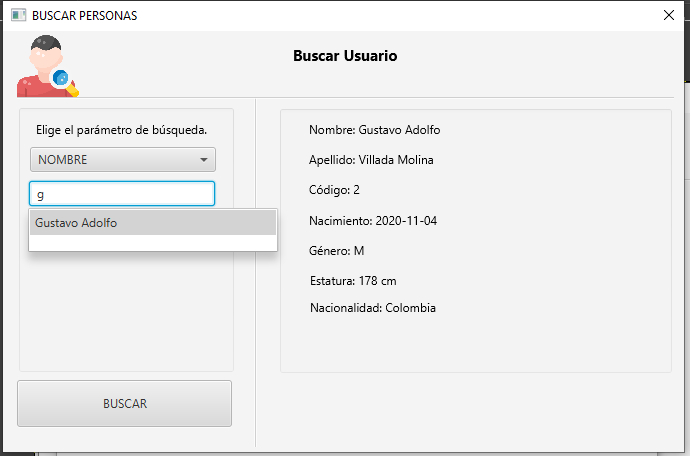 BUSCAR PERSONAS
Buscar Usuario
Elige el parámetro de búsqueda.
NOMBRE
g
Gustavo Adolfo
BUSCAR
Nombre: Gustavo Adolfo
Apellido: Villada Molina
Código: 2
Nacimiento: 2020-11-04
Género: M
Estatura: 178 cm
Nacionalidad: Colombia